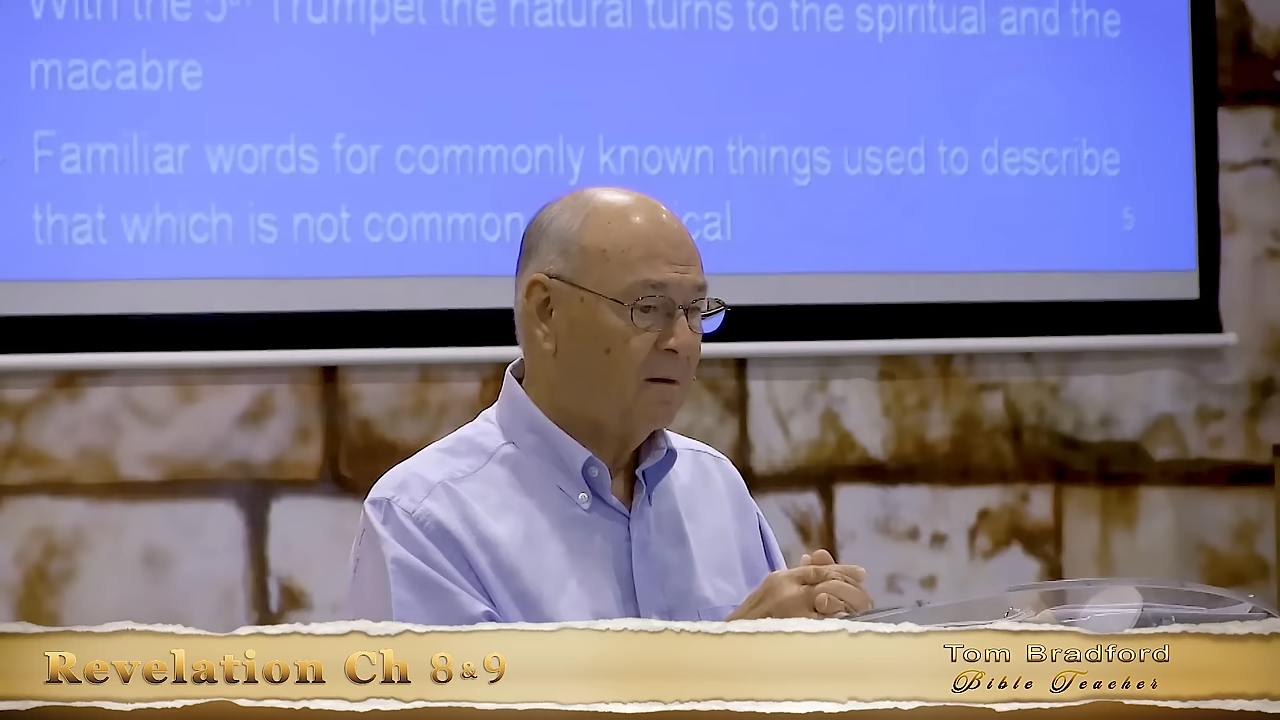 With the 5th Trumpet the natural turns to the spiritual and the
macabre
Familiar words for commonly known things used to describe
that which is not common
5
Revelation Ch 8 & 9
Tom Bradford
Bible Teacher